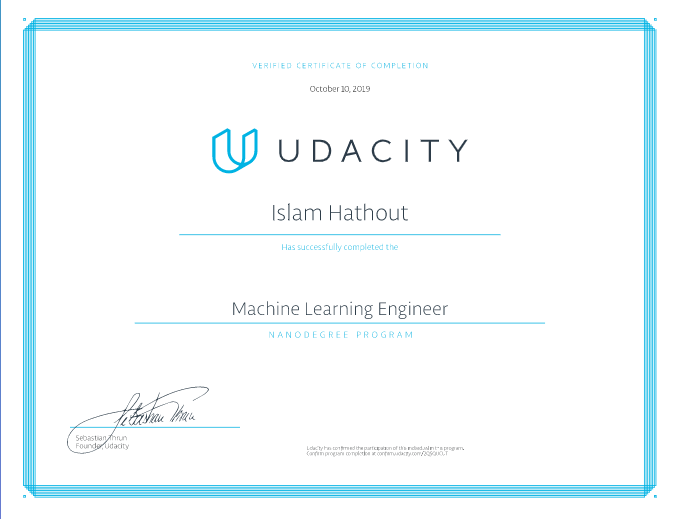 VERIFIED CERTIFICATE OF COMPLETION
October 10, 2019
UDACITY
Islam Hathout
Has successfully completed the
Machine Learning Engineer
NANODEGREE PROGRAM
Sebastian Thrun
Sebastian Thrun
Founder, Udacity
Udacity has confirmed the participation of this individual in this program.
Confirm program completion at confirm.udacity.com/